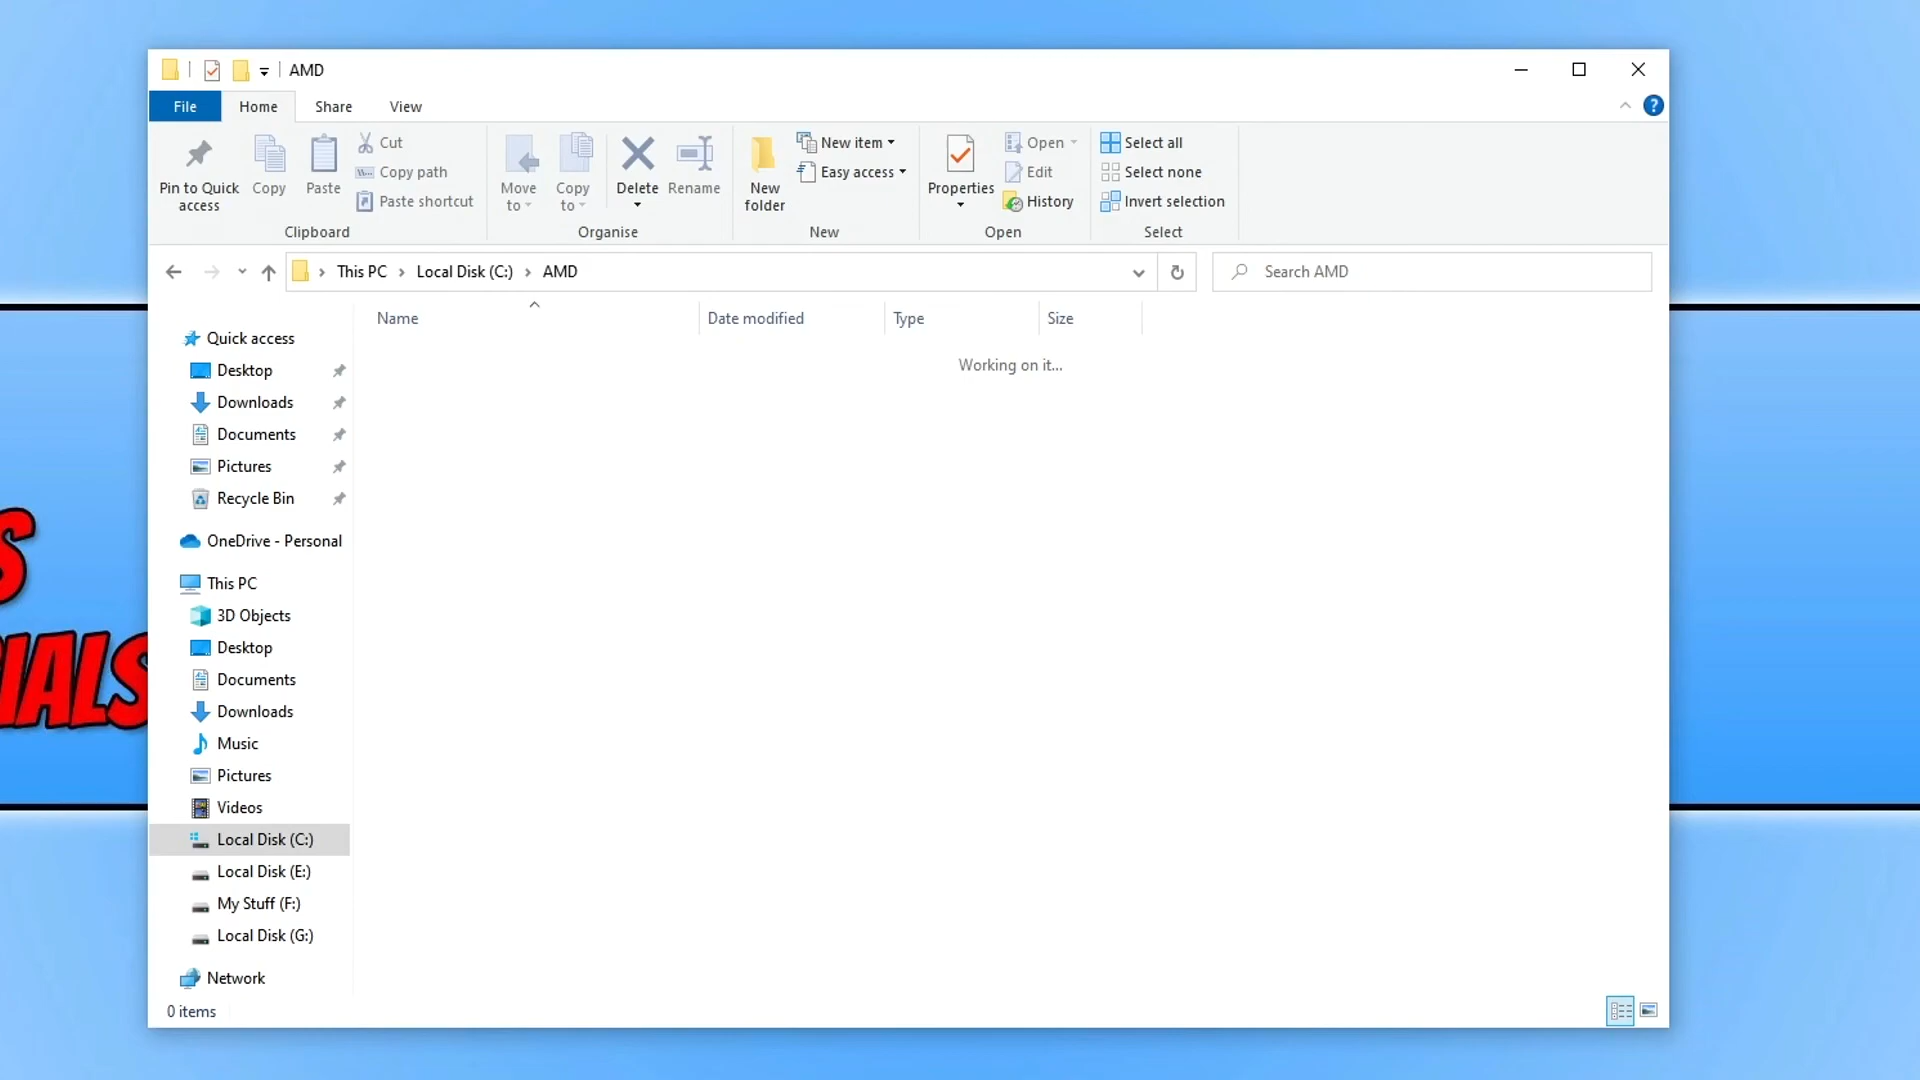 AMD
File Home Share View
Pin to Quick access
Copy
Paste
Cut
Copy path
Paste shortcut
Clipboard
Move to
Copy to
Delete
Rename
Organise
New folder
New item
Easy access
New
Properties
Open
Edit
History
Open
Select all
Select none
Invert selection
Select
This PC > Local Disk (C:) > AMD
Search AMD
Name Date modified Type Size
Working on it...
Quick access
Desktop
Downloads
Documents
Pictures
Recycle Bin
OneDrive - Personal
This PC
3D Objects
Desktop
Documents
Downloads
Music
Pictures
Videos
Local Disk (C:)
Local Disk (E:)
My Stuff (F:)
Local Disk (G:)
Network
0 items
S
IALS